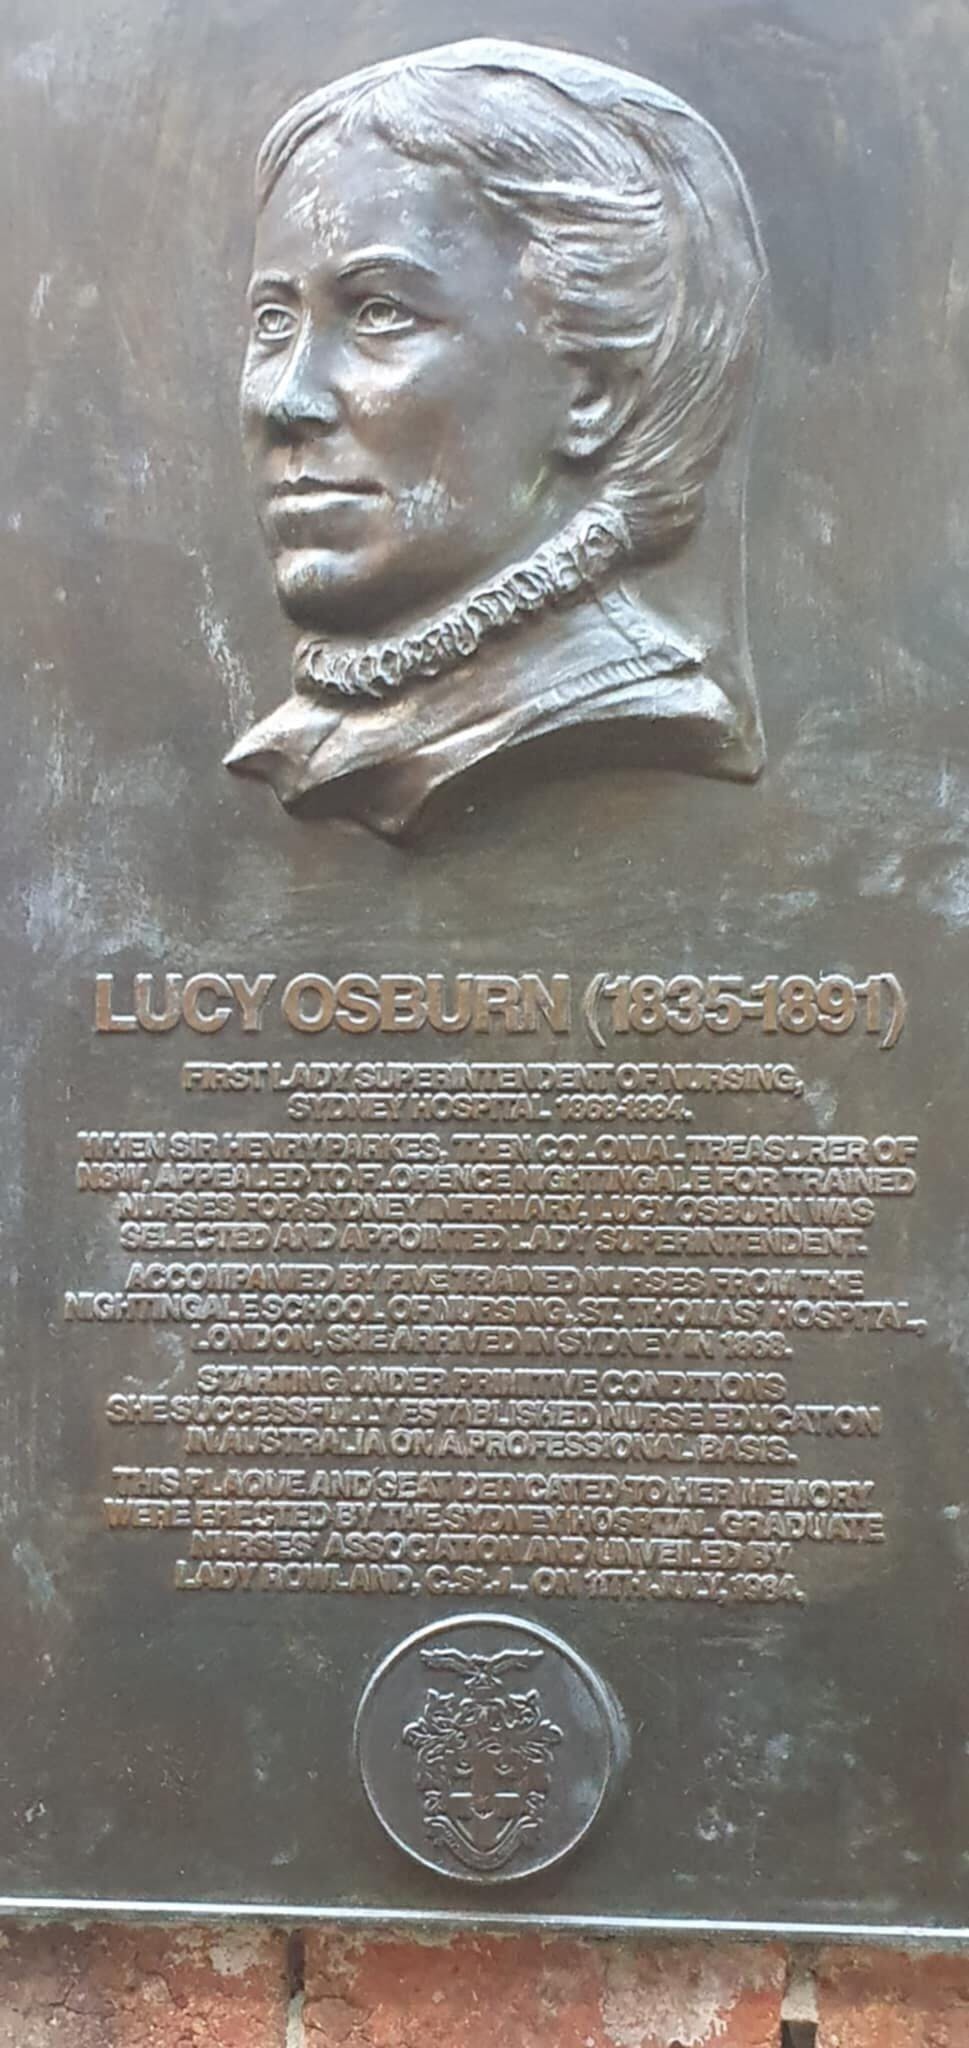 LUCY OSBURN (1835-1891)
FIRST LADY SUPERINTENDENT OF NURSING,
SYDNEY HOSPITAL 1868-1884.
WHEN SIR HENRY PARKES, THEN COLONIAL TREASURER OF
NSW, APPEALED TO FLORENCE NIGHTINGALE FOR TRAINED
NURSES FOR SYDNEY INFIRMARY, LUCY OSBURN WAS
SELECTED AND APPOINTED LADY SUPERINTENDENT.
ACCOMPANIED BY FIVE TRAINED NURSES FROM THE
NIGHTINGALE SCHOOL OF NURSING, ST. THOMAS' HOSPITAL,
LONDON, SHE ARRIVED IN SYDNEY IN 1868.
STARTING UNDER PRIMITIVE CONDITIONS
SHE SUCCESSFULLY ESTABLISHED NURSE EDUCATION
IN AUSTRALIA ON A PROFESSIONAL BASIS.
THIS PLAQUE AND SEAT DEDICATED TO HER MEMORY
WERE ERECTED BY THE SYDNEY HOSPITAL GRADUATE
NURSES' ASSOCIATION AND UNVEILED BY
LADY ROWLAND, C.ST.J., ON 11TH JULY, 1984.